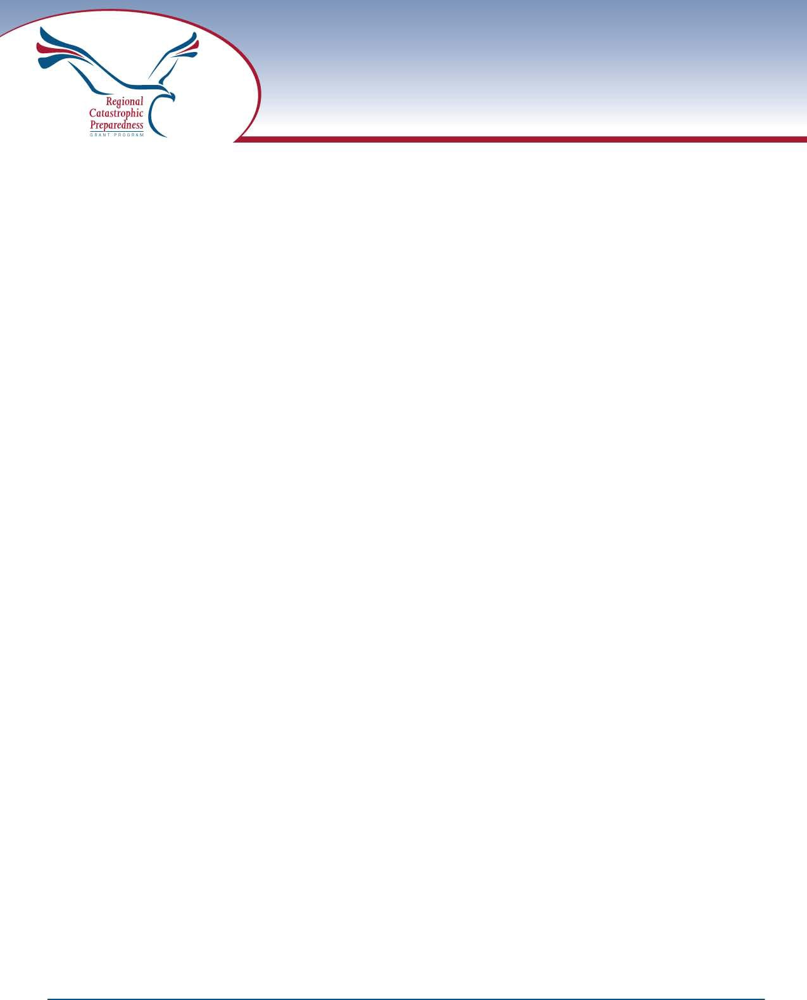 Regional
Catastrophic
Preparedness
GRANT PROGRAM